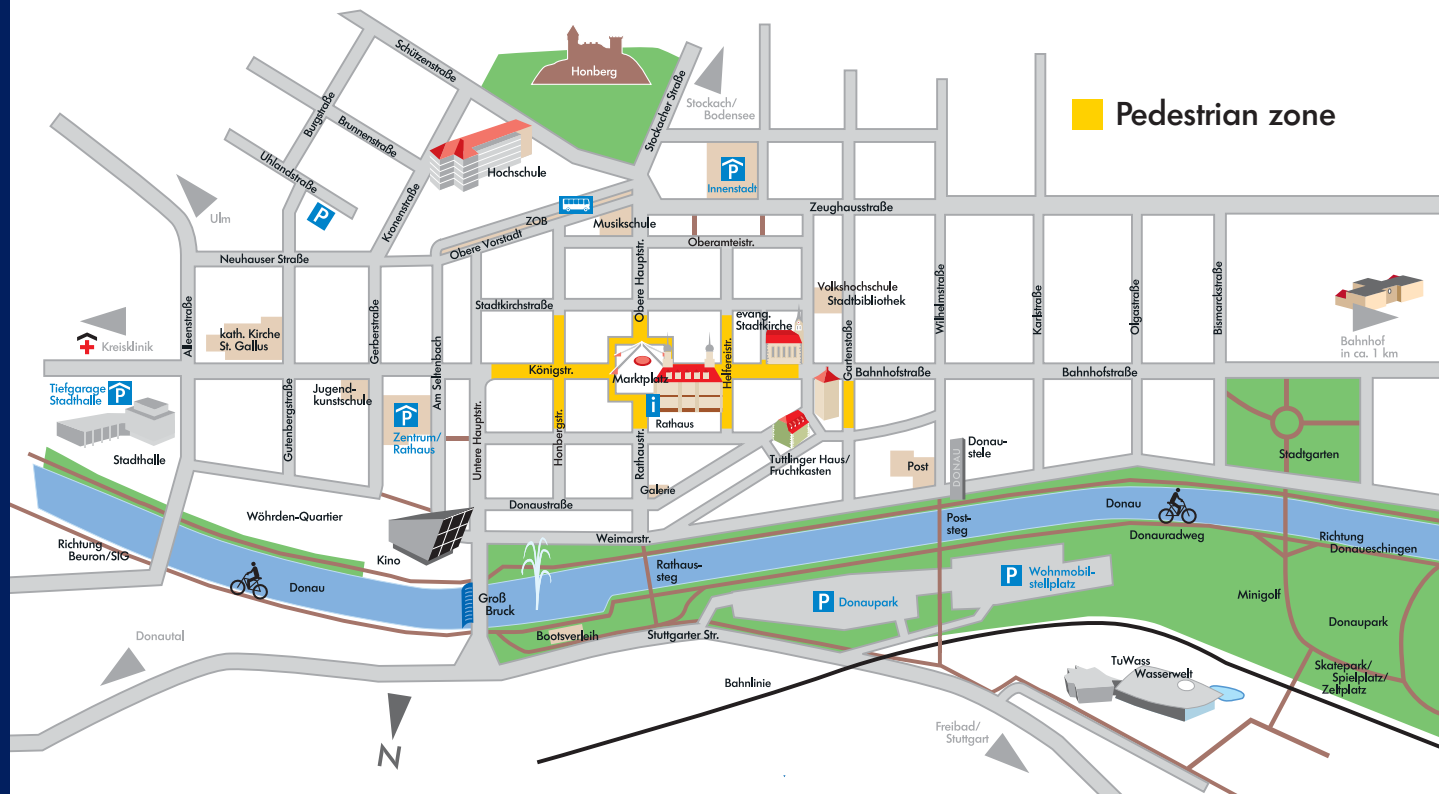 Pedestrian zone
Honberg
Schützenstraße
Stockacher Straße
Stockach/
Bodensee
Burgstraße
Brunnenstraße
Uhlandstraße
P
Kronenstraße
Hochschule
P
Innenstadt
Ulm
ZOB
Musikschule
Zeughausstraße
Obere Vorstadt
Oberamteistr.
Neuhauser Straße
Obere Hauptstr.
Stadtkirchstraße
Volkshochschule
Stadtbibliothek
Wilhelmstraße
Karlstraße
Olgastraße
Bismarckstraße
Alleenstraße
Kreisklinik
kath. Kirche
St. Gallus
Gerberstraße
Am Seltenbach
evang.
Stadtkirche
Gartenstaße
Bahnhof
in ca. 1 km
Königstr.
Marktplatz
Helfereistr.
Bahnhofstraße
Bahnhofstraße
Tiefgarage
Stadthalle
P
Jugend-
kunstschule
Gutenbergstraße
P
Zentrum/
Rathaus
Untere Hauptstr.
Honbergstr.
i
Rathaus
Rathaustr.
Stadthalle
Tuttlinger Haus/
Fruchtkasten
Post
Donau-
stele
DONAU
Stadtgarten
Galerie
Donaustraße
Wöhrden-Quartier
Weimarstr.
Post-
steg
Donau
Donauradweg
Richtung
Donaueschingen
Richtung
Beuron/SIG
Kino
Donau
Groß
Bruck
Rathaus-
steg
P
Wohnmobil-
stellplatz
P
Donaupark
Minigolf
Donaupark
Donautal
Bootsverleih
Stuttgarter Str.
Bahnlinie
TuWass
Wasserwelt
Skatepark/
Spielplatz/
Zeltplatz
Freibad/
Stuttgart
N